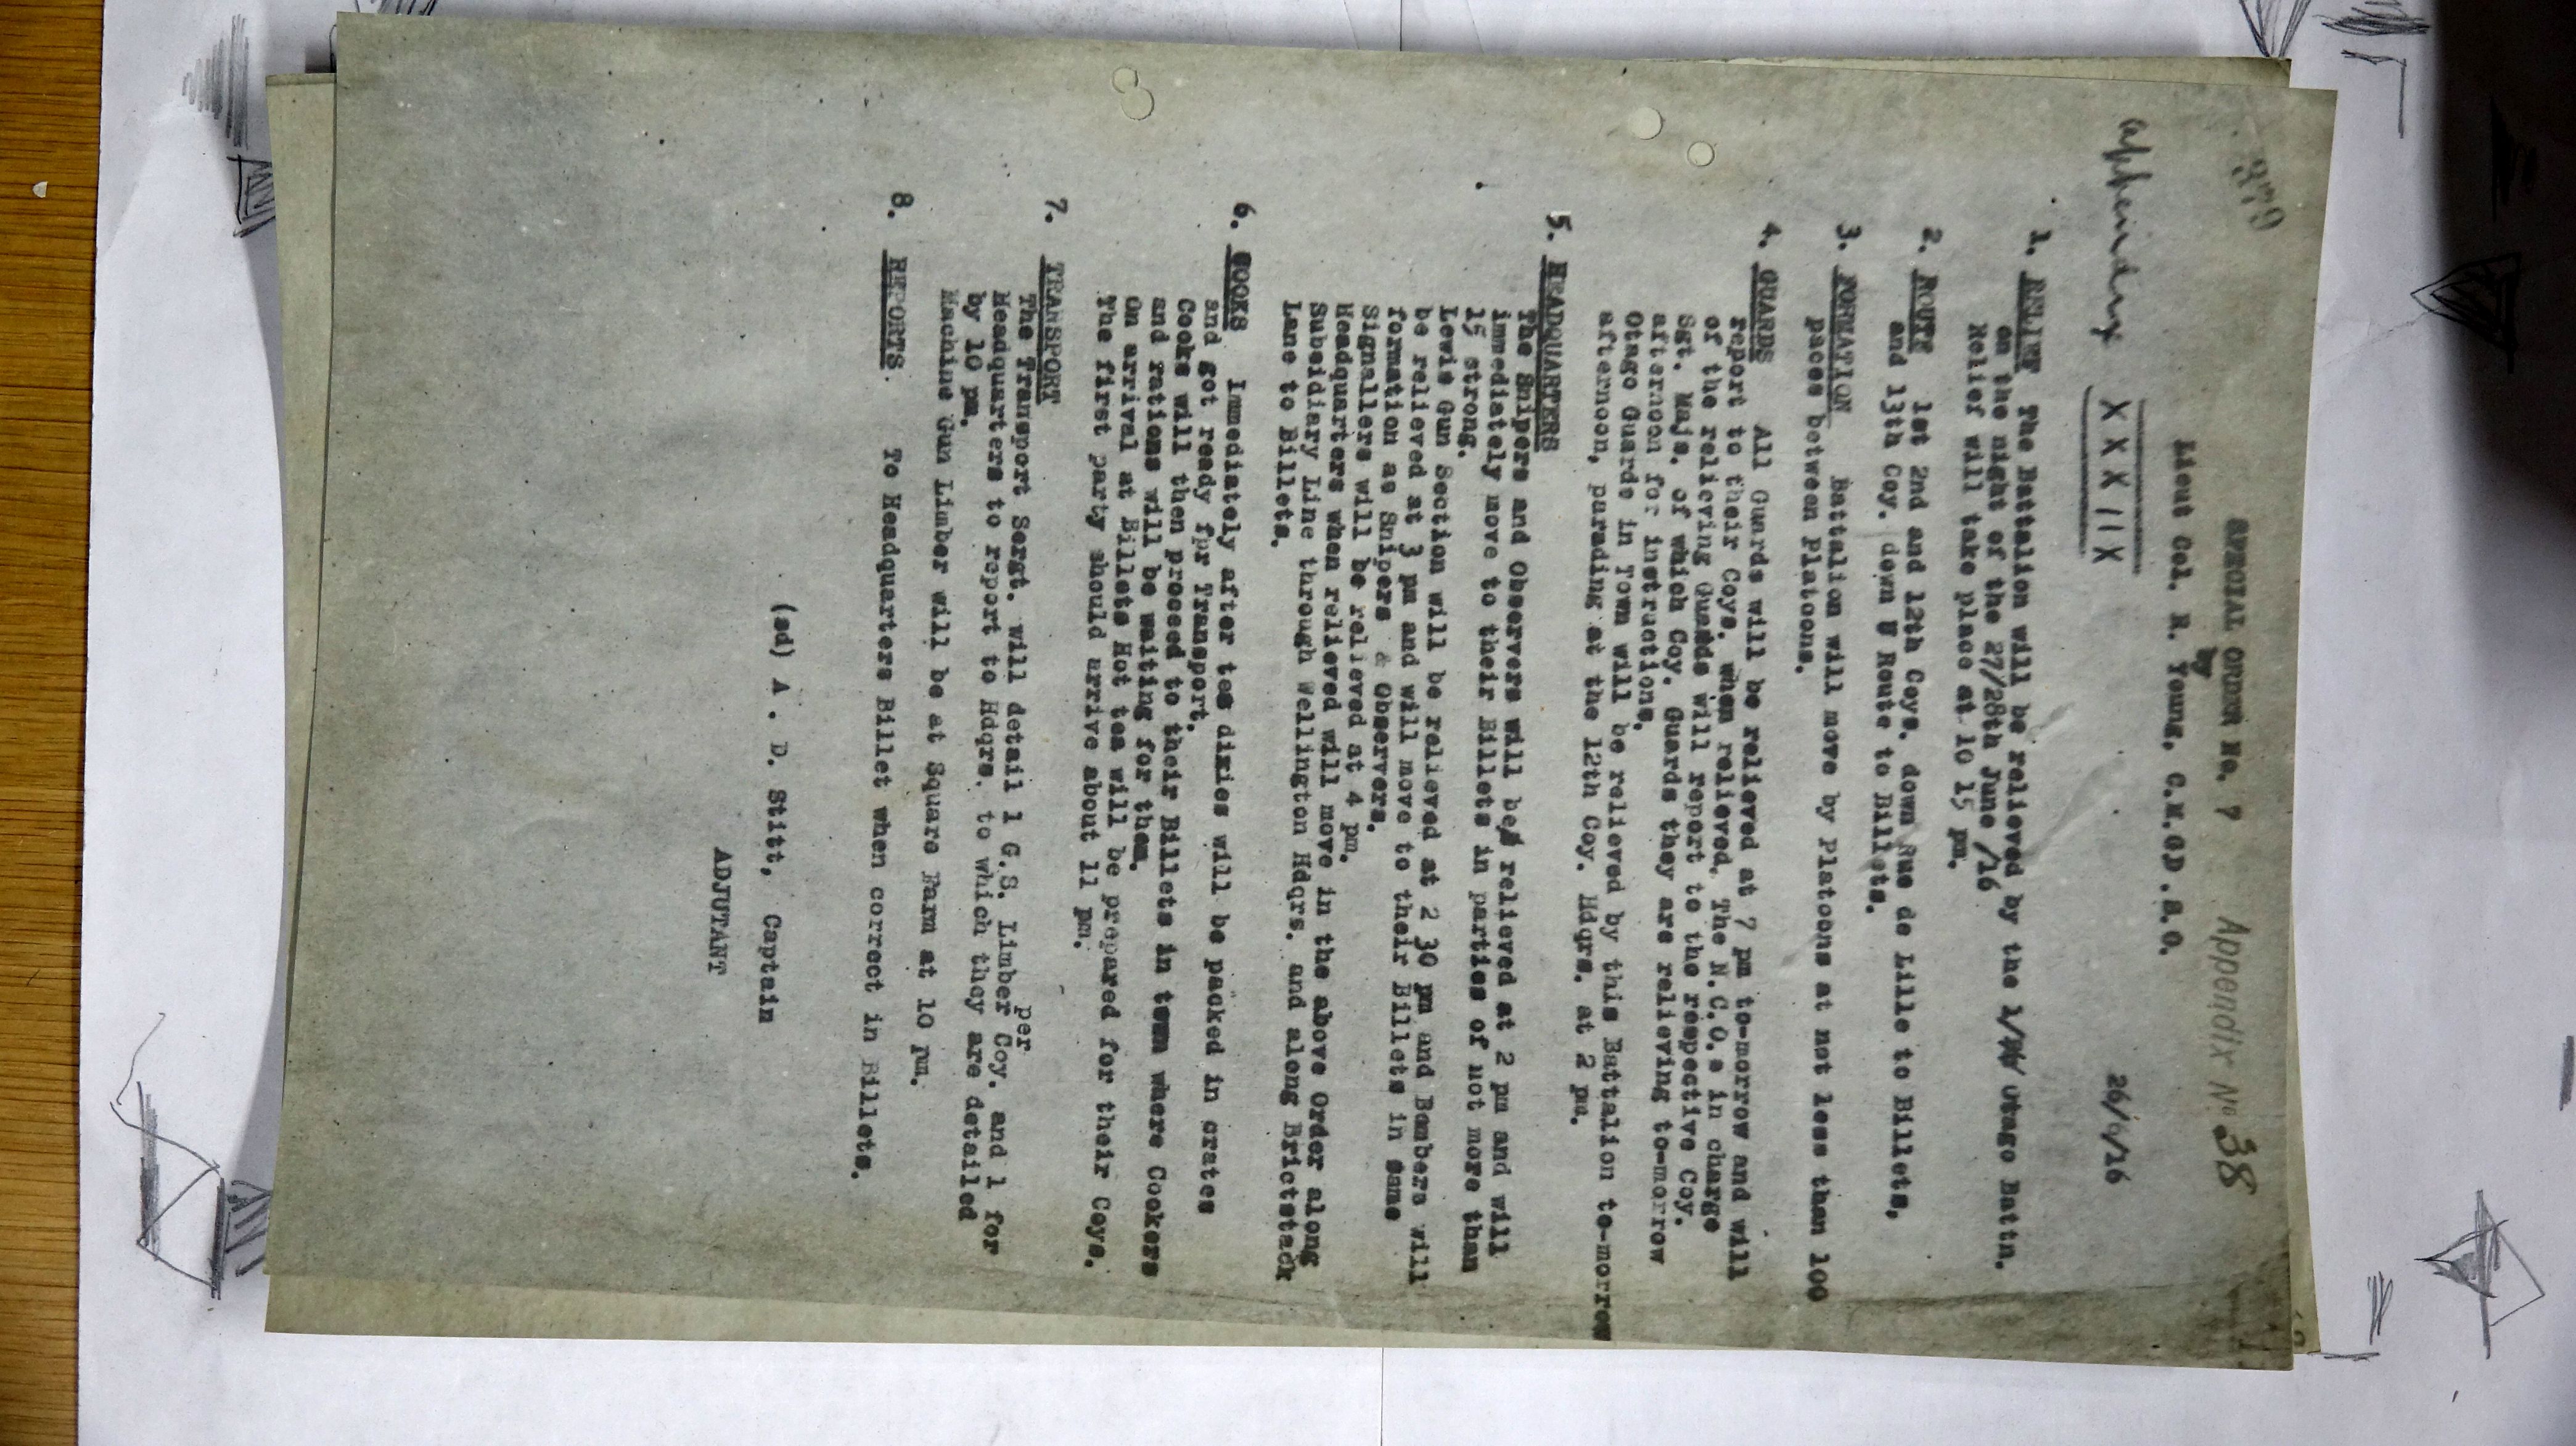 379
SPECIAL ORDER No. 7 Appendix No 38
by
Lieut Col. R. Young, C.M.GD.S.O.
appendix XXXIIX
26/6/16
1. RELIEF The Battalion will be relieved by the 1/ Otago Battn.
on the night of the 27/28th June /16
Relief will take place at 10 15 pm.
2. ROUTE 1st 2nd and 12th Coys. down Rue de Lille to Billets,
and 13th Coy. down U Route to Billets.
3. FORMATION Battalion will move by Platoons at not less than 100
paces between Platoons.
4. GUARDS All Guards will be relieved at 7 pm to-morrow and will
report to their Coys. when relieved. The N.C.O.s in charge
of the relieving Guards will report to the respective Coy.
Sgt. Majs. of which Coy. Guards they are relieving to-morrow
afternoon for instructions.
Otago Guards in Town will be relieved by this Battalion to-morrow
afternoon, parading at the 12th Coy. Hdqrs. at 2 pm.
5. HEADQUARTERS
The Snipers and Observers will be relieved at 2 pm and will
immediately move to their Billets in parties of not more than
15 strong.
Lewis Gun Section will be relieved at 2 30 pm and Bombers will
be relieved at 3 pm and will move to their Billets in same
formation as Snipers & Observers.
Signallers will be relieved at 4 pm.
Headquarters when relieved will move in the above Order along
Subsidiary Line through Wellington Hdqrs. and along Brickstack
Lane to Billets.
6. COOKS Immediately after tea dixies will be packed in crates
and got ready fpr Transport.
Cooks will then proceed to their Billets in town where Cookers
and rations will be waiting for them.
On arrival at Billets Hot tea will be prepared for their Coys.
The first party should arrive about 11 pm.
7. TRANSPORT
per
The Transport Sergt. will detail 1 G.S. Limber Coy. and 1 for
Headquarters to report to Hdqrs. to which they are detailed
by 10 pm.
Machine Gun Limber will be at Square Farm at 10 pm.
8. REPORTS. To Headquarters Billet when correct in Billets.
(sd) A. D. Stitt, Captain
ADJUTANT